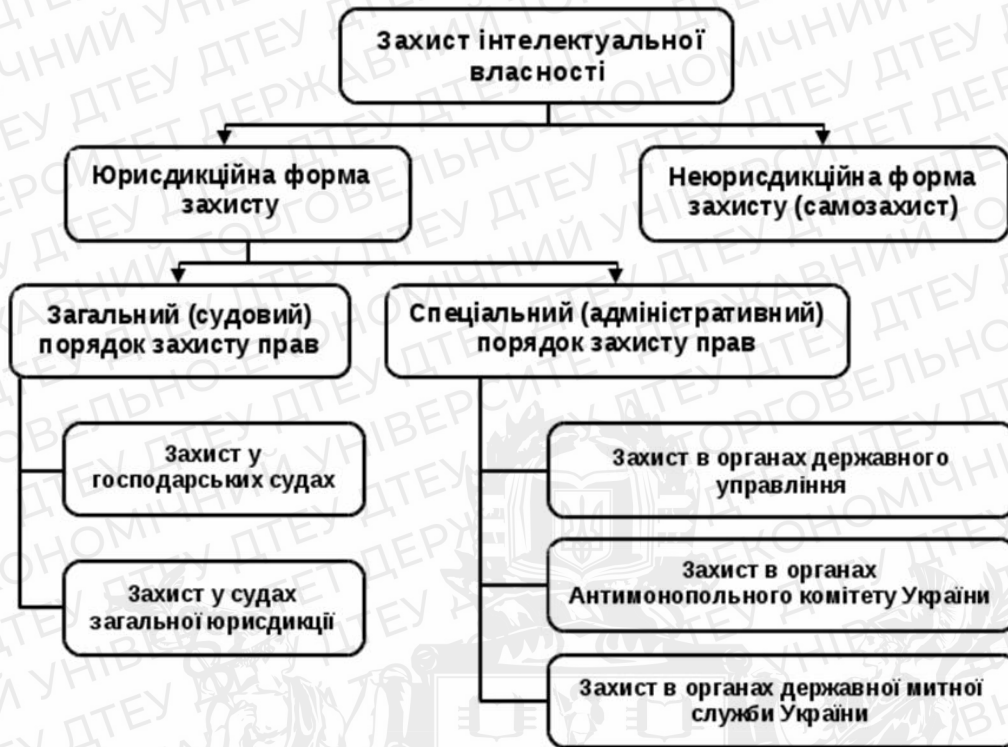 Захист інтелектуальної
власності
Юрисдикційна форма
захисту
Неюрисдикційна форма
захисту (самозахист)
Загальний (судовий)
порядок захисту прав
Спеціальний (адміністративний)
порядок захисту прав
Захист у
господарських судах
Захист у судах
загальної юрисдикції
Захист в органах державного
управління
Захист в органах
Антимонопольного комітету України
Захист в органах державної митної
служби України